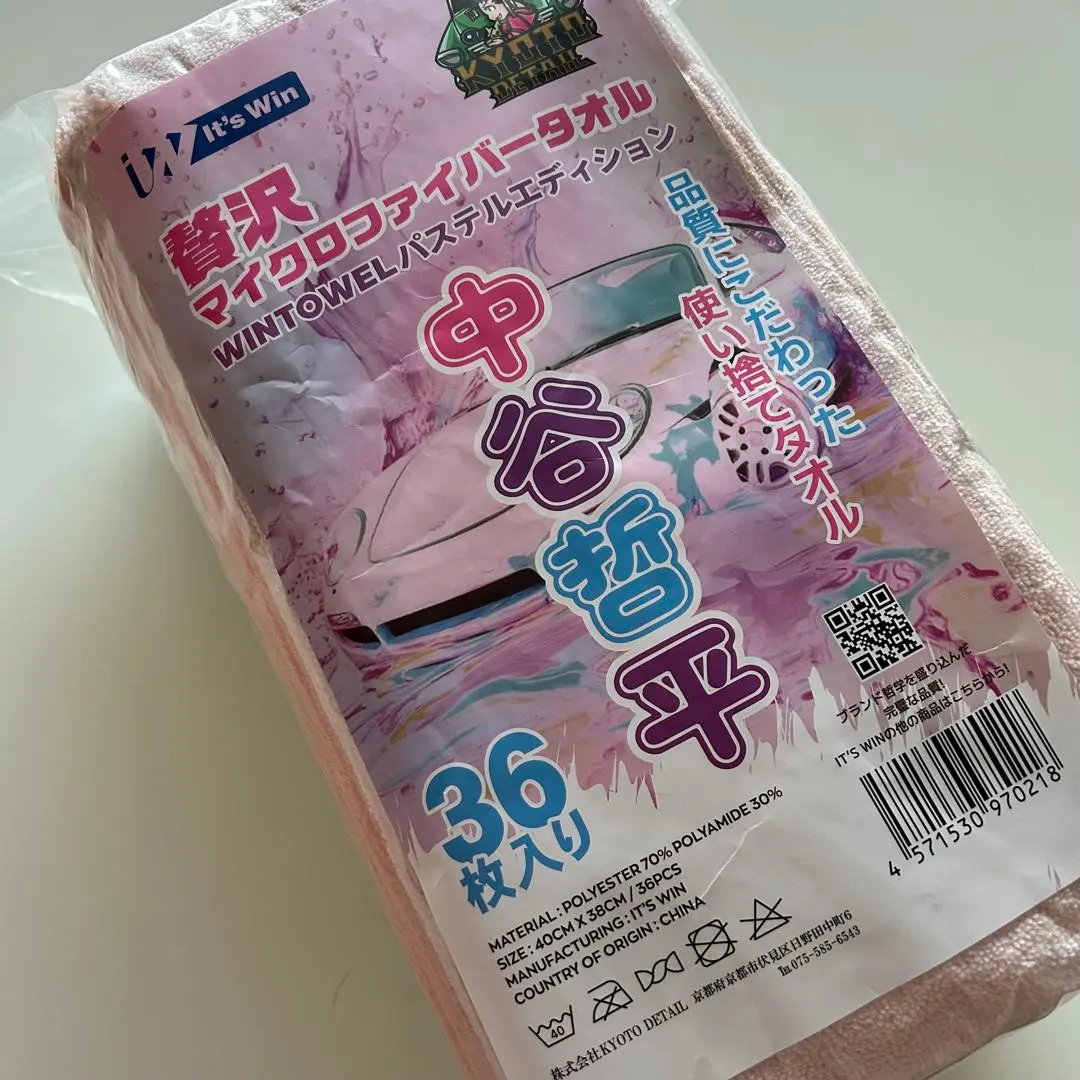 KYOTO
DETAIL
iW It's Win
贅沢
マイクロファイバータオル
WINTOWELパステルエディション
品質にこだわった
使い捨てタオル
中谷哲平
ブランド哲学を盛り込んだ
完璧な品質!
IT'S WINの他の商品はこちらから!
4 571530 970218
36
枚入り
MATERIAL : POLYESTER 70% POLYAMIDE 30%
SIZE : 40CM X 38CM / 36PCS
MANUFACTURING : IT'S WIN
COUNTRY OF ORIGIN : CHINA
40
株式会社KYOTO DETAIL 京都府京都市伏見区日野田中町6
℡075-585-6543